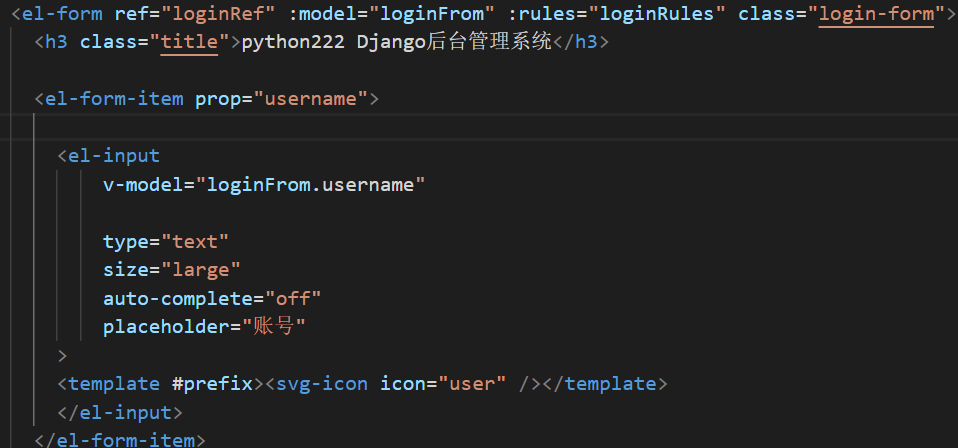 <el-form ref="loginRef" :model="loginFrom" :rules="loginRules" class="login-form">
<h3 class="title">python222 Django后台管理系统</h3>
<el-form-item prop="username">
<el-input
v-model="loginFrom.username"
type="text"
size="large"
auto-complete="off"
placeholder="账号"
>
<template #prefix><svg-icon icon="user" /></template>
</el-input>
</el-form-item>